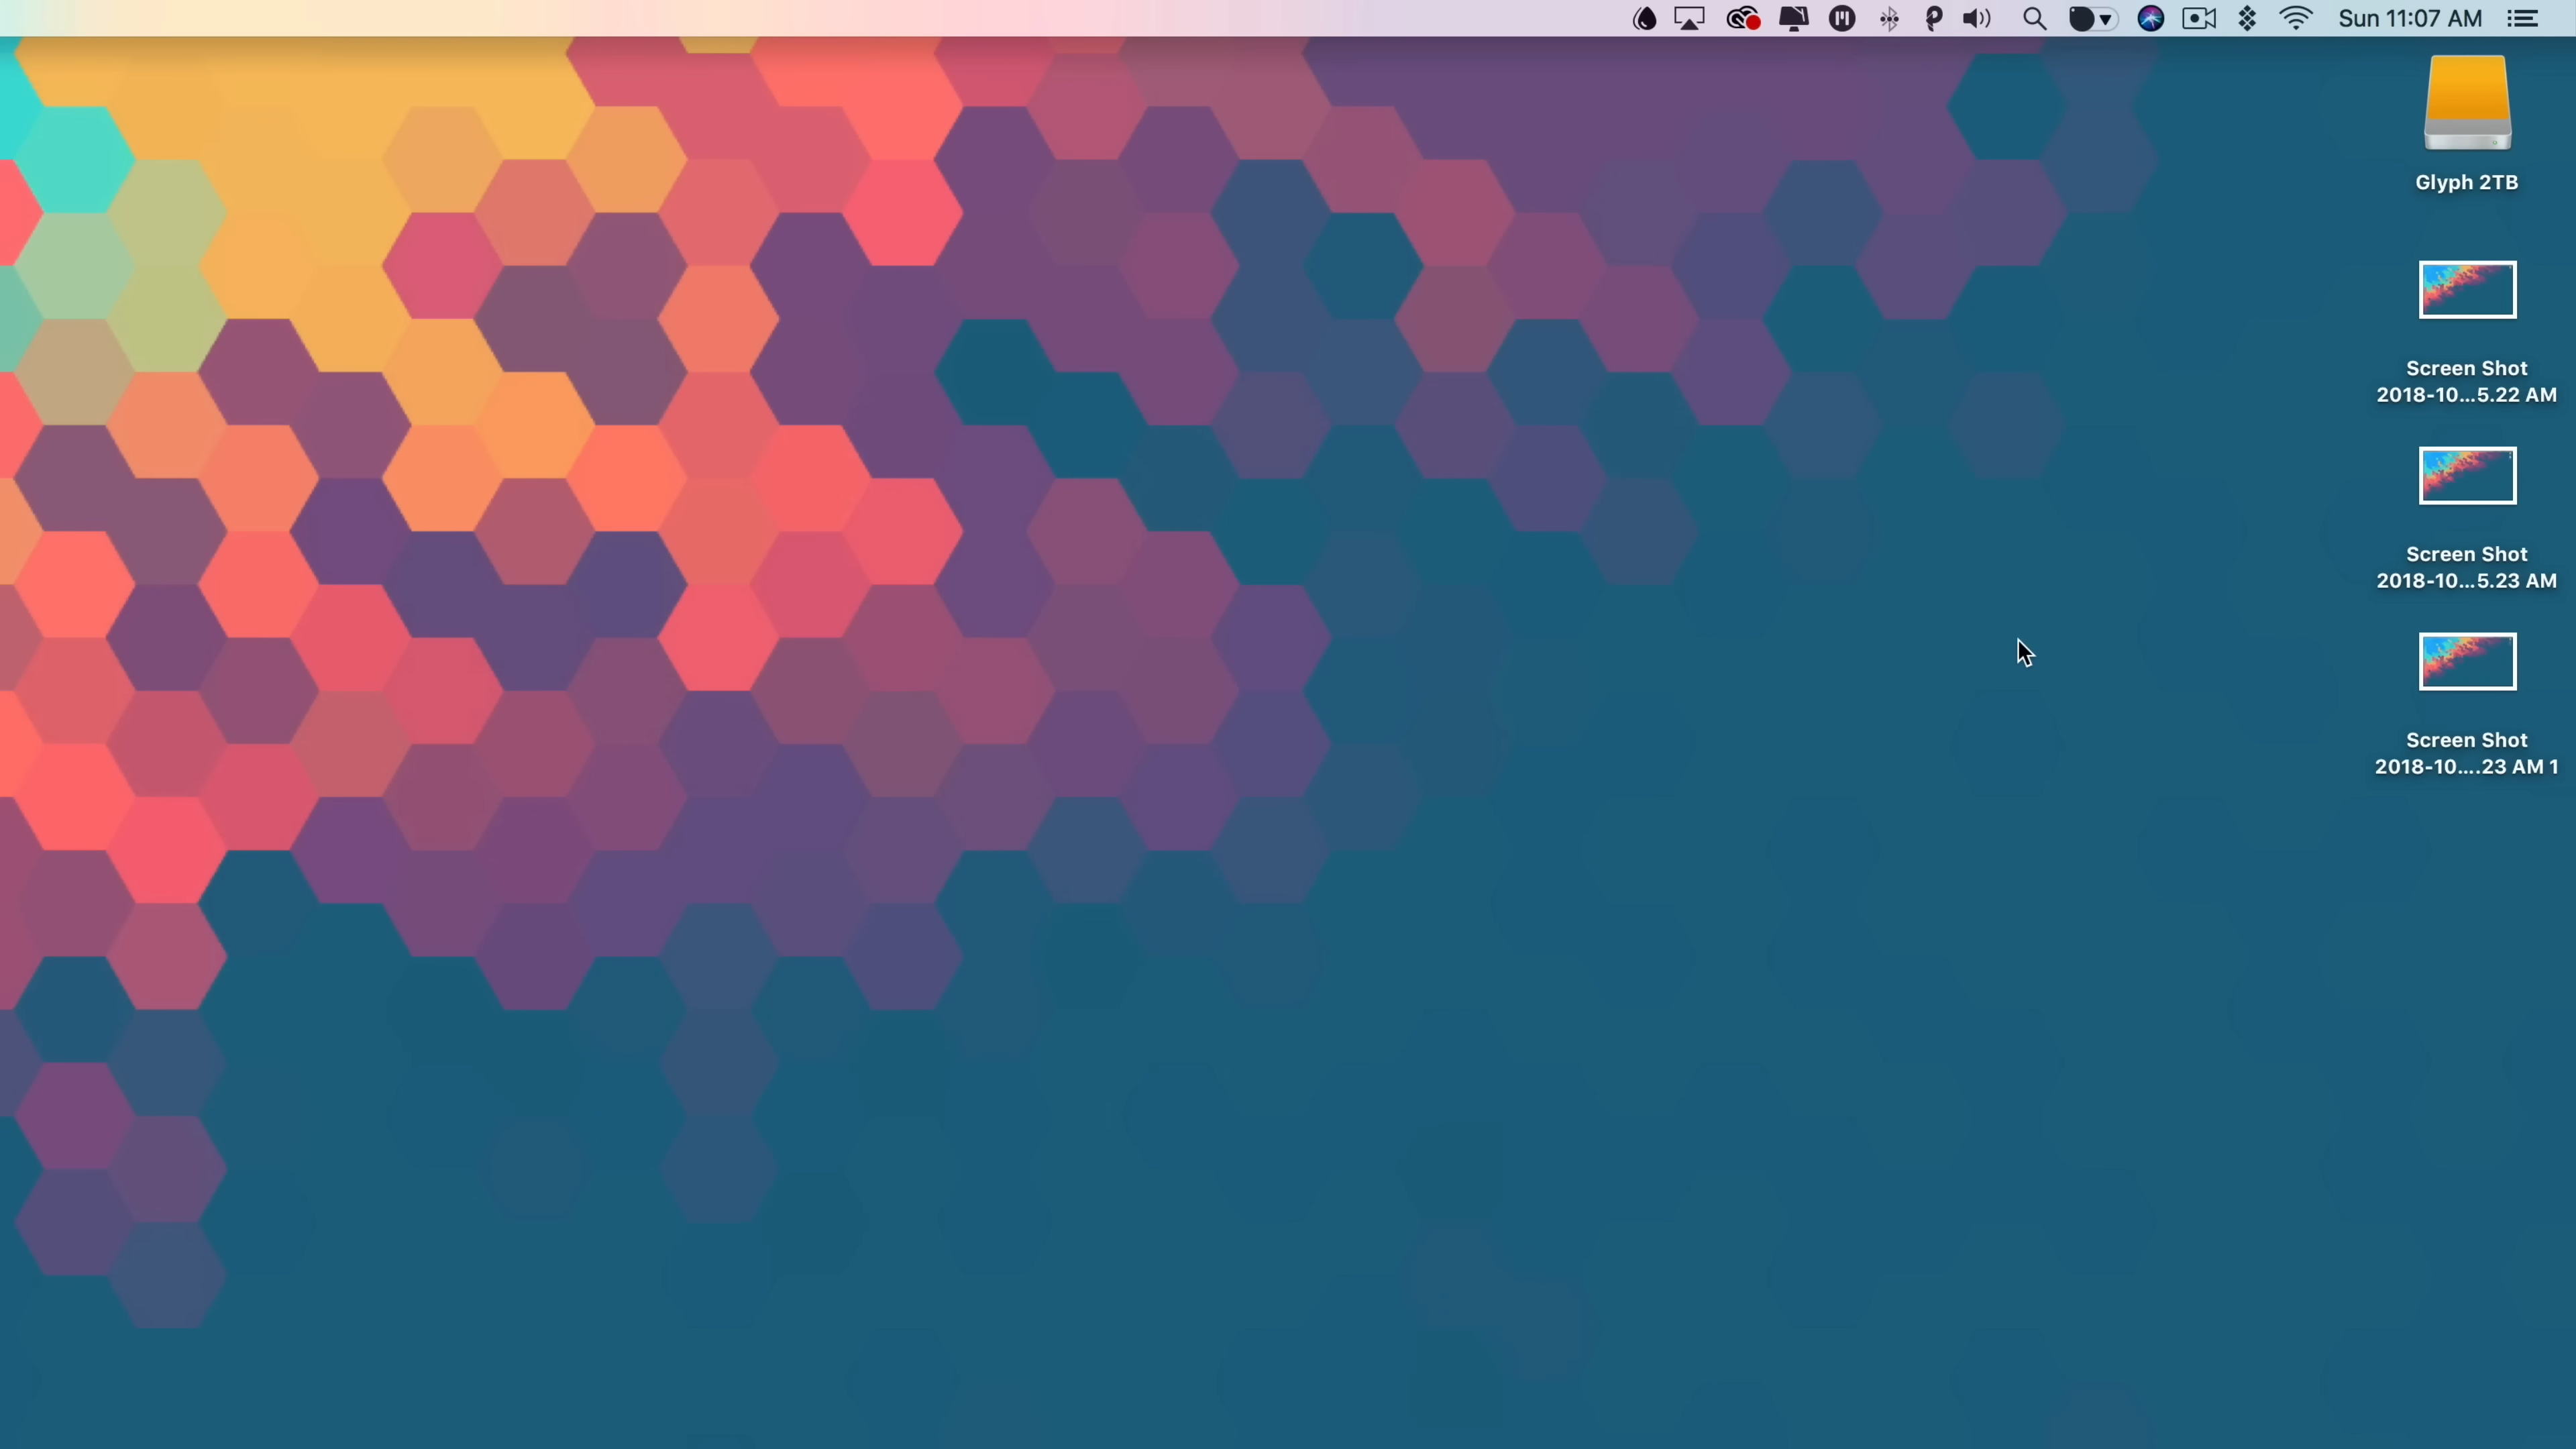 Sun 11:07 AM
Glyph 2TB
Screen Shot
2018-10...5.22 AM
Screen Shot
2018-10...5.23 AM
Screen Shot
2018-10....23 AM 1